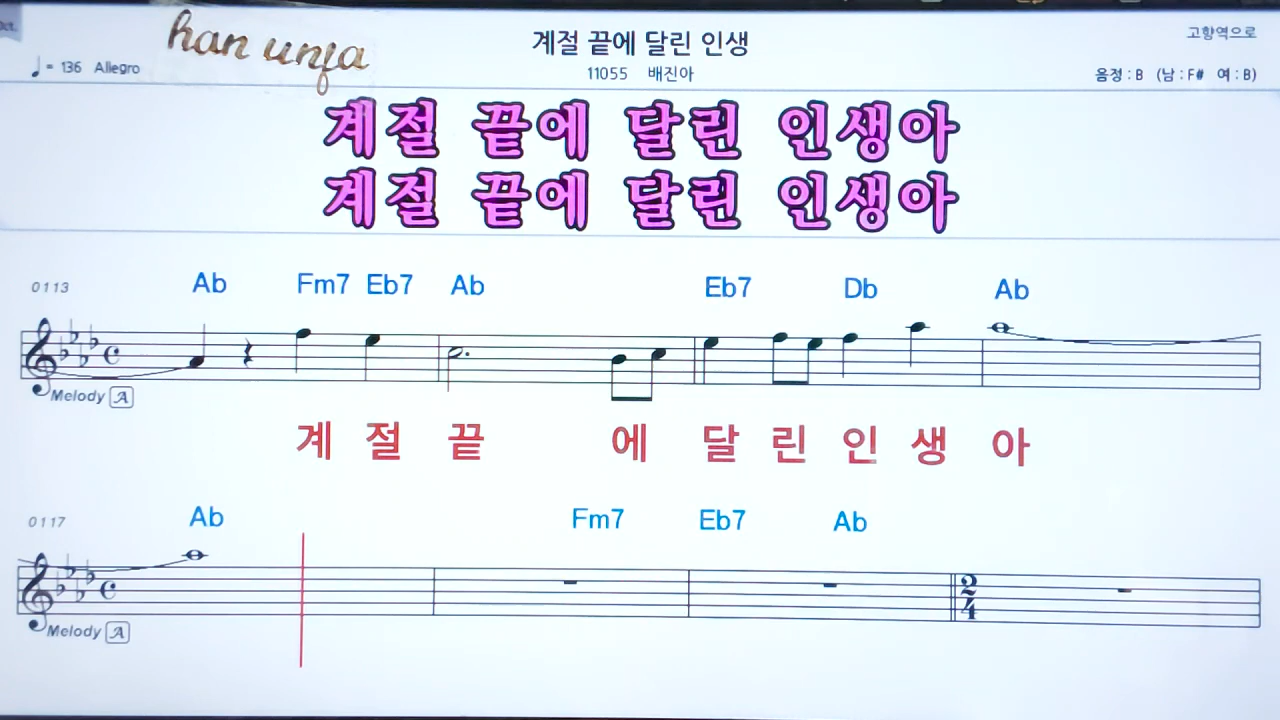 Oct.
han unja
계절 끝에 달린 인생
고향역으로
♩= 136 Allegro
11055 배진아
음정 : B (남 : F# 여 : B)
계절 끝에 달린 인생아
계절 끝에 달린 인생아
0113 Ab Fm7 Eb7 Ab Eb7 Db Ab
Melody A
계 절 끝 에 달 린 인 생 아
0117 Ab Fm7 Eb7 Ab
2
4
Melody A